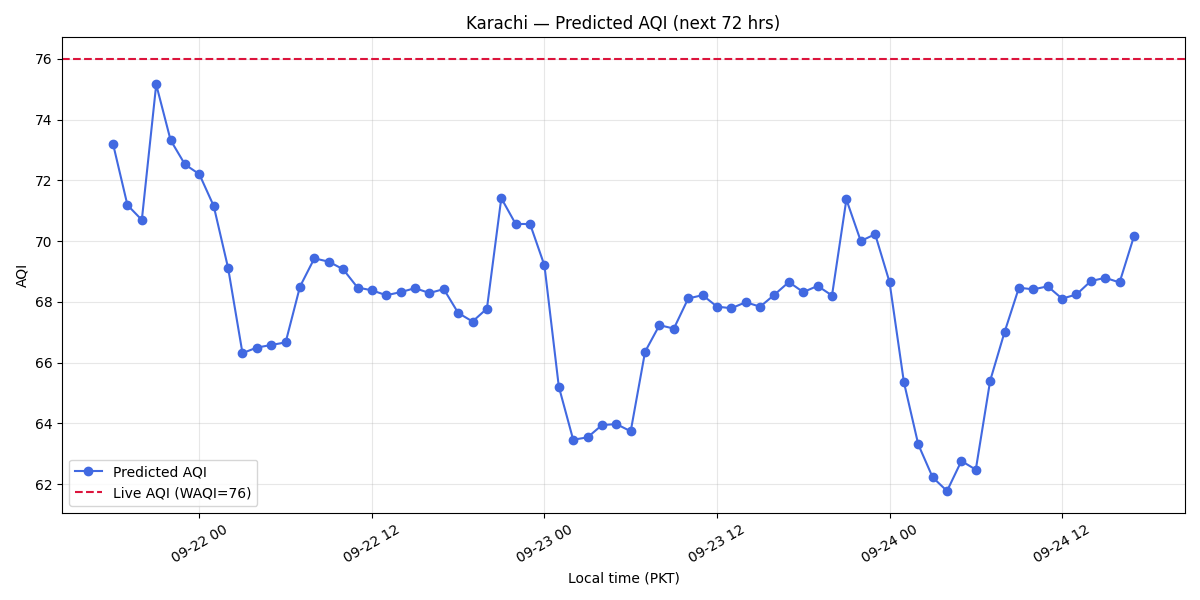 Karachi — Predicted AQI (next 72 hrs)
AQI
76
74
72
70
68
66
64
62
Predicted AQI
Live AQI (WAQI=76)
09-22 00
09-22 12
09-23 00
09-23 12
09-24 00
09-24 12
Local time (PKT)